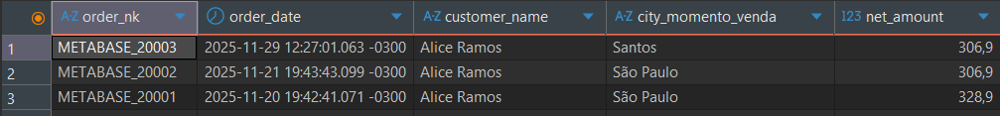 A-Z order_nk order_date A-Z customer_name A-Z city_momento_venda 123 net_amount
1 METABASE_20003 2025-11-29 12:27:01.063 -0300 Alice Ramos Santos 306,9
2 METABASE_20002 2025-11-21 19:43:43.099 -0300 Alice Ramos São Paulo 306,9
3 METABASE_20001 2025-11-20 19:42:41.071 -0300 Alice Ramos São Paulo 328,9